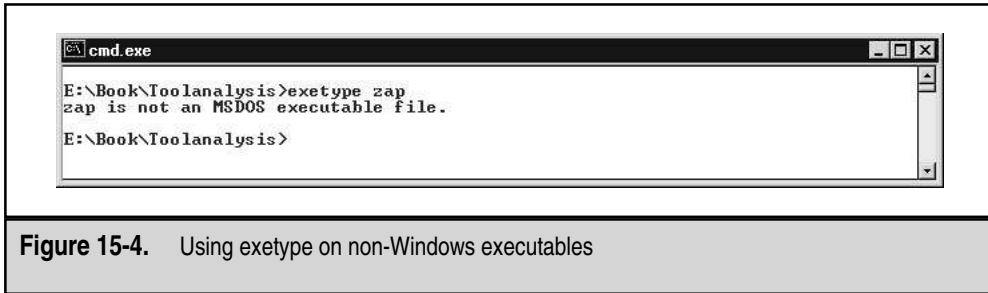 cmd.exe
E:\Book\Toolanalysis>exetype zap
zap is not an MSDOS executable file.
E:\Book\Toolanalysis>
Figure 15-4. Using exetype on non-Windows executables